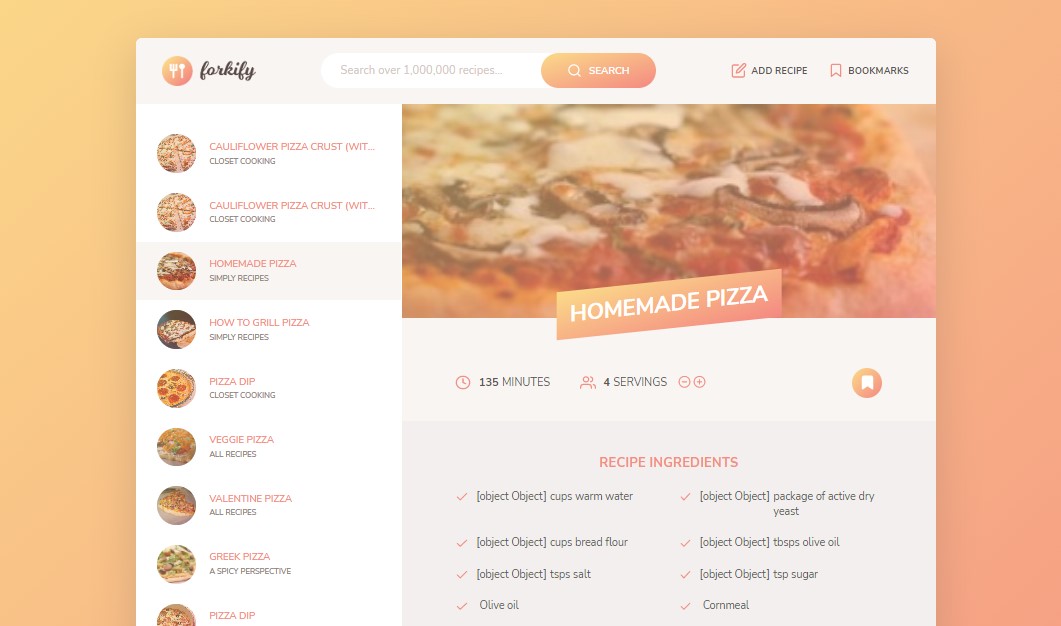 forkify
Search over 1,000,000 recipes...
SEARCH
ADD RECIPE
BOOKMARKS
CAULIFLOWER PIZZA CRUST (WIT...
CLOSET COOKING
CAULIFLOWER PIZZA CRUST (WIT...
CLOSET COOKING
HOMEMADE PIZZA
SIMPLY RECIPES
HOW TO GRILL PIZZA
SIMPLY RECIPES
PIZZA DIP
CLOSET COOKING
VEGGIE PIZZA
ALL RECIPES
VALENTINE PIZZA
ALL RECIPES
GREEK PIZZA
A SPICY PERSPECTIVE
PIZZA DIP
HOMEMADE PIZZA
135 MINUTES
4 SERVINGS
RECIPE INGREDIENTS
[object Object] cups warm water
[object Object] package of active dry
yeast
[object Object] cups bread flour
[object Object] tbsps olive oil
[object Object] tsps salt
[object Object] tsp sugar
Olive oil
Cornmeal